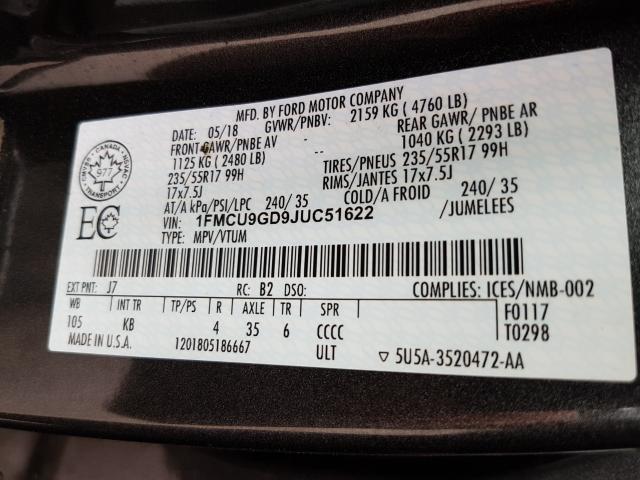 MFD. BY FORD MOTOR COMPANY
DATE: 05/18 GVWR/PNBV: 2159 KG ( 4760 LB)
FRONT GAWR/PNBE AV REAR GAWR/ PNBE AR
1125 KG ( 2480 LB) -- 1040 KG ( 2293 LB)
235/55R17 99H TIRES/PNEUS 235/55R17 99H
17x7.5J RIMS/JANTES 17x7.5J
AT/A kPa/PSI/LPC 240/ 35 COLD/A FROID 240/ 35
VIN: 1FMCU9GD9JUC51622 /JUMELEES
TYPE: MPV/VTUM
CANADA
977
TRANSPORT
EC
EXT PNT: J7 RC: B2 DSO: COMPLIES: ICES/NMB-002
WB INT TR TP/PS R AXLE TR SPR F0117
105 KB 4 35 6 CCCC T0298
MADE IN U.S.A. 1201805186667 ULT ▽ 5U5A-3520472-AA